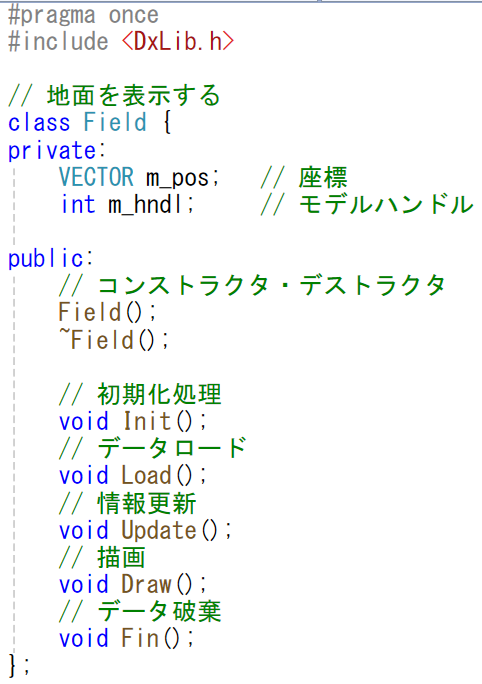 #pragma once
#include <DxLib.h>

// 地面を表示する
class Field {
private:
    VECTOR m_pos;   // 座標
    int m_hndl;     // モデルハンドル

public:
    // コンストラクタ・デストラクタ
    Field();
    ~Field();

    // 初期化処理
    void Init();
    // データロード
    void Load();
    // 情報更新
    void Update();
    // 描画
    void Draw();
    // データ破棄
    void Fin();
};